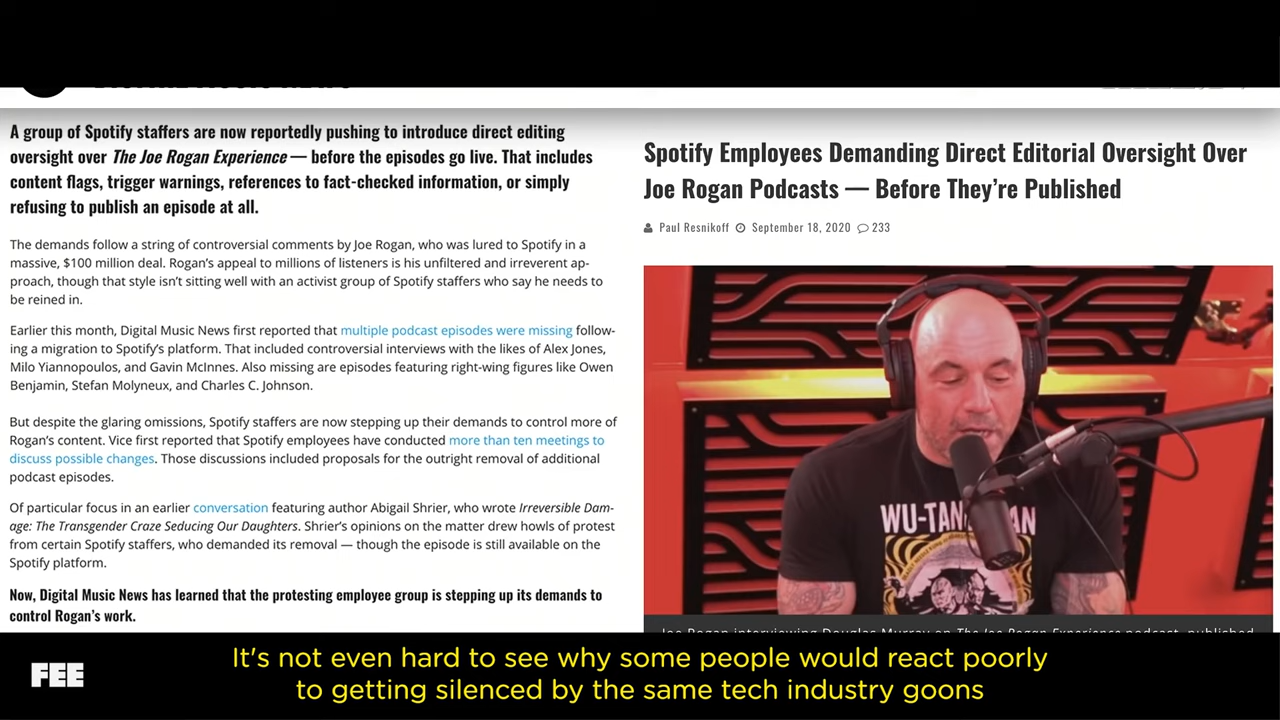 A group of Spotify staffers are now reportedly pushing to introduce direct editing
oversight over The Joe Rogan Experience — before the episodes go live. That includes
content flags, trigger warnings, references to fact-checked information, or simply
refusing to publish an episode at all.
The demands follow a string of controversial comments by Joe Rogan, who was lured to Spotify in a
massive, $100 million deal. Rogan's appeal to millions of listeners is his unfiltered and irreverent ap-
proach, though that style isn't sitting well with an activist group of Spotify staffers who say he needs to
be reined in.
Earlier this month, Digital Music News first reported that multiple podcast episodes were missing follow-
ing a migration to Spotify's platform. That included controversial interviews with the likes of Alex Jones,
Milo Yiannopoulos, and Gavin McInnes. Also missing are episodes featuring right-wing figures like Owen
Benjamin, Stefan Molyneux, and Charles C. Johnson.
But despite the glaring omissions, Spotify staffers are now stepping up their demands to control more of
Rogan's content. Vice first reported that Spotify employees have conducted more than ten meetings to
discuss possible changes. Those discussions included proposals for the outright removal of additional
podcast episodes.
Of particular focus in an earlier conversation featuring author Abigail Shrier, who wrote Irreversible Dam-
age: The Transgender Craze Seducing Our Daughters. Shrier's opinions on the matter drew howls of protest
from certain Spotify staffers, who demanded its removal — though the episode is still available on the
Spotify platform.
Now, Digital Music News has learned that the protesting employee group is stepping up its demands to
control Rogan's work.
Spotify Employees Demanding Direct Editorial Oversight Over
Joe Rogan Podcasts — Before They're Published
Paul Resnikoff September 18, 2020 233
WU-TANG
Joe Rogan interviewing Douglas Murray on The Joe Rogan Experience podcast, published
FEE
It's not even hard to see why some people would react poorly
to getting silenced by the same tech industry goons